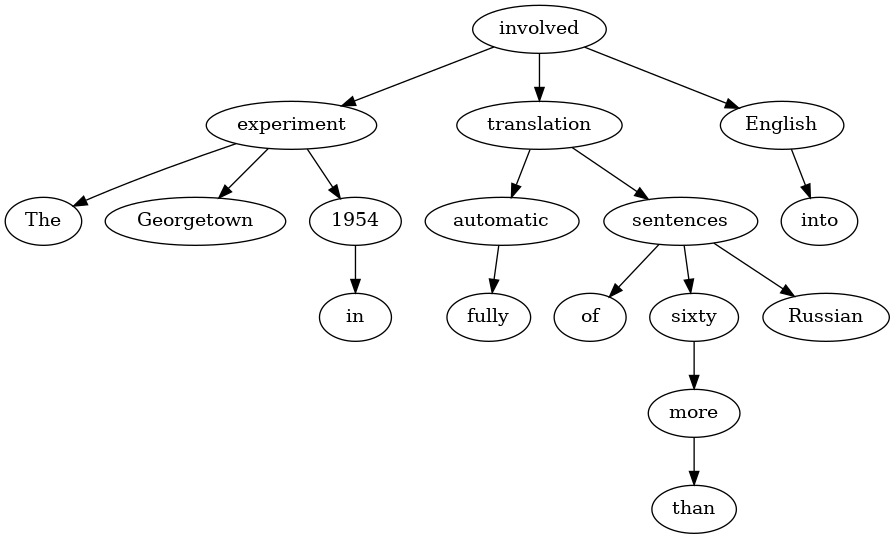 involved
experiment translation English
The Georgetown 1954 automatic sentences into
in fully of sixty Russian
more
than